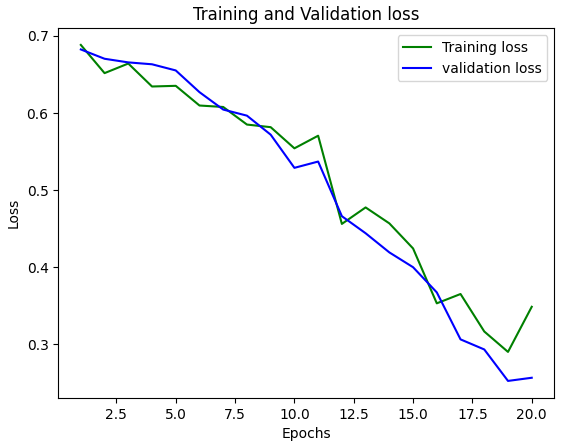 Training and Validation loss
Training loss
validation loss
0.7
0.6
0.5
0.4
0.3
Loss
2.5 5.0 7.5 10.0 12.5 15.0 17.5 20.0
Epochs